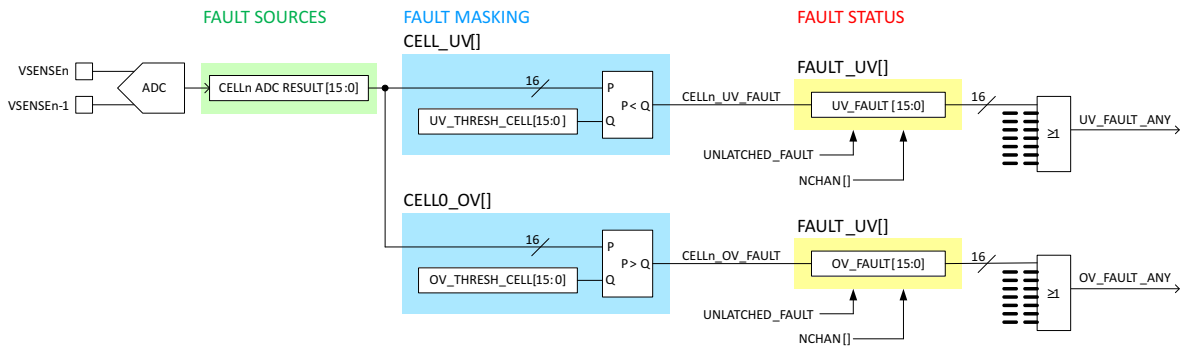 FAULT SOURCES
FAULT MASKING
FAULT STATUS
CELL_UV[]
FAULT_UV[]
VSENSEn
VSENSEn-1
ADC
CELLn ADC RESULT [15:0]
16
P
P< Q
Q
UV_THRESH_CELL[15:0]
CELLn_UV_FAULT
UV_FAULT [15:0]
16
≥1
UV_FAULT_ANY
UNLATCHED_FAULT
NCHAN[]
CELL0_OV[]
FAULT_UV[]
16
P
P > Q
Q
OV_THRESH_CELL[15:0]
CELLn_OV_FAULT
OV_FAULT [15:0]
16
≥1
OV_FAULT_ANY
UNLATCHED_FAULT
NCHAN[]